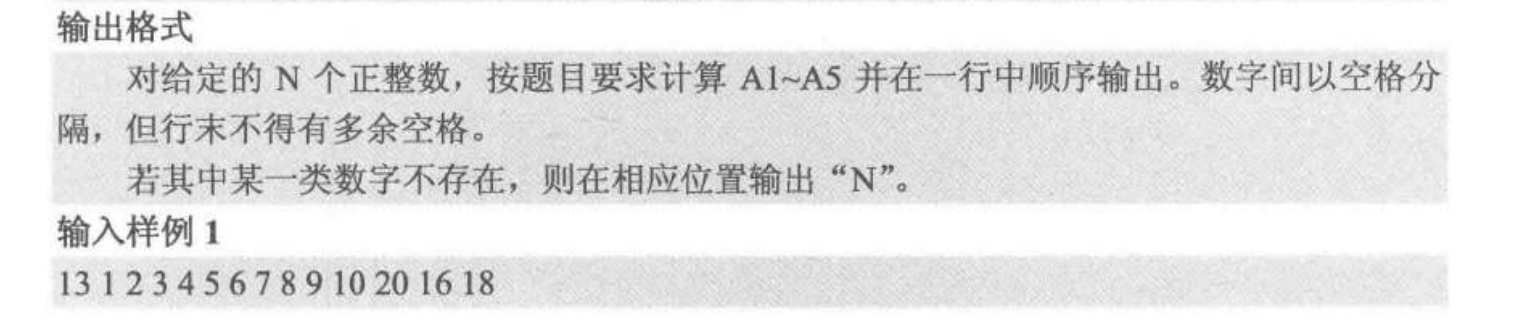 输出格式
对给定的 N 个正整数，按题目要求计算 A1~A5 并在一行中顺序输出。数字间以空格分
隔，但行末不得有多余空格。
若其中某一类数字不存在，则在相应位置输出“N”。
输入样例 1
13 1 2 3 4 5 6 7 8 9 10 20 16 18